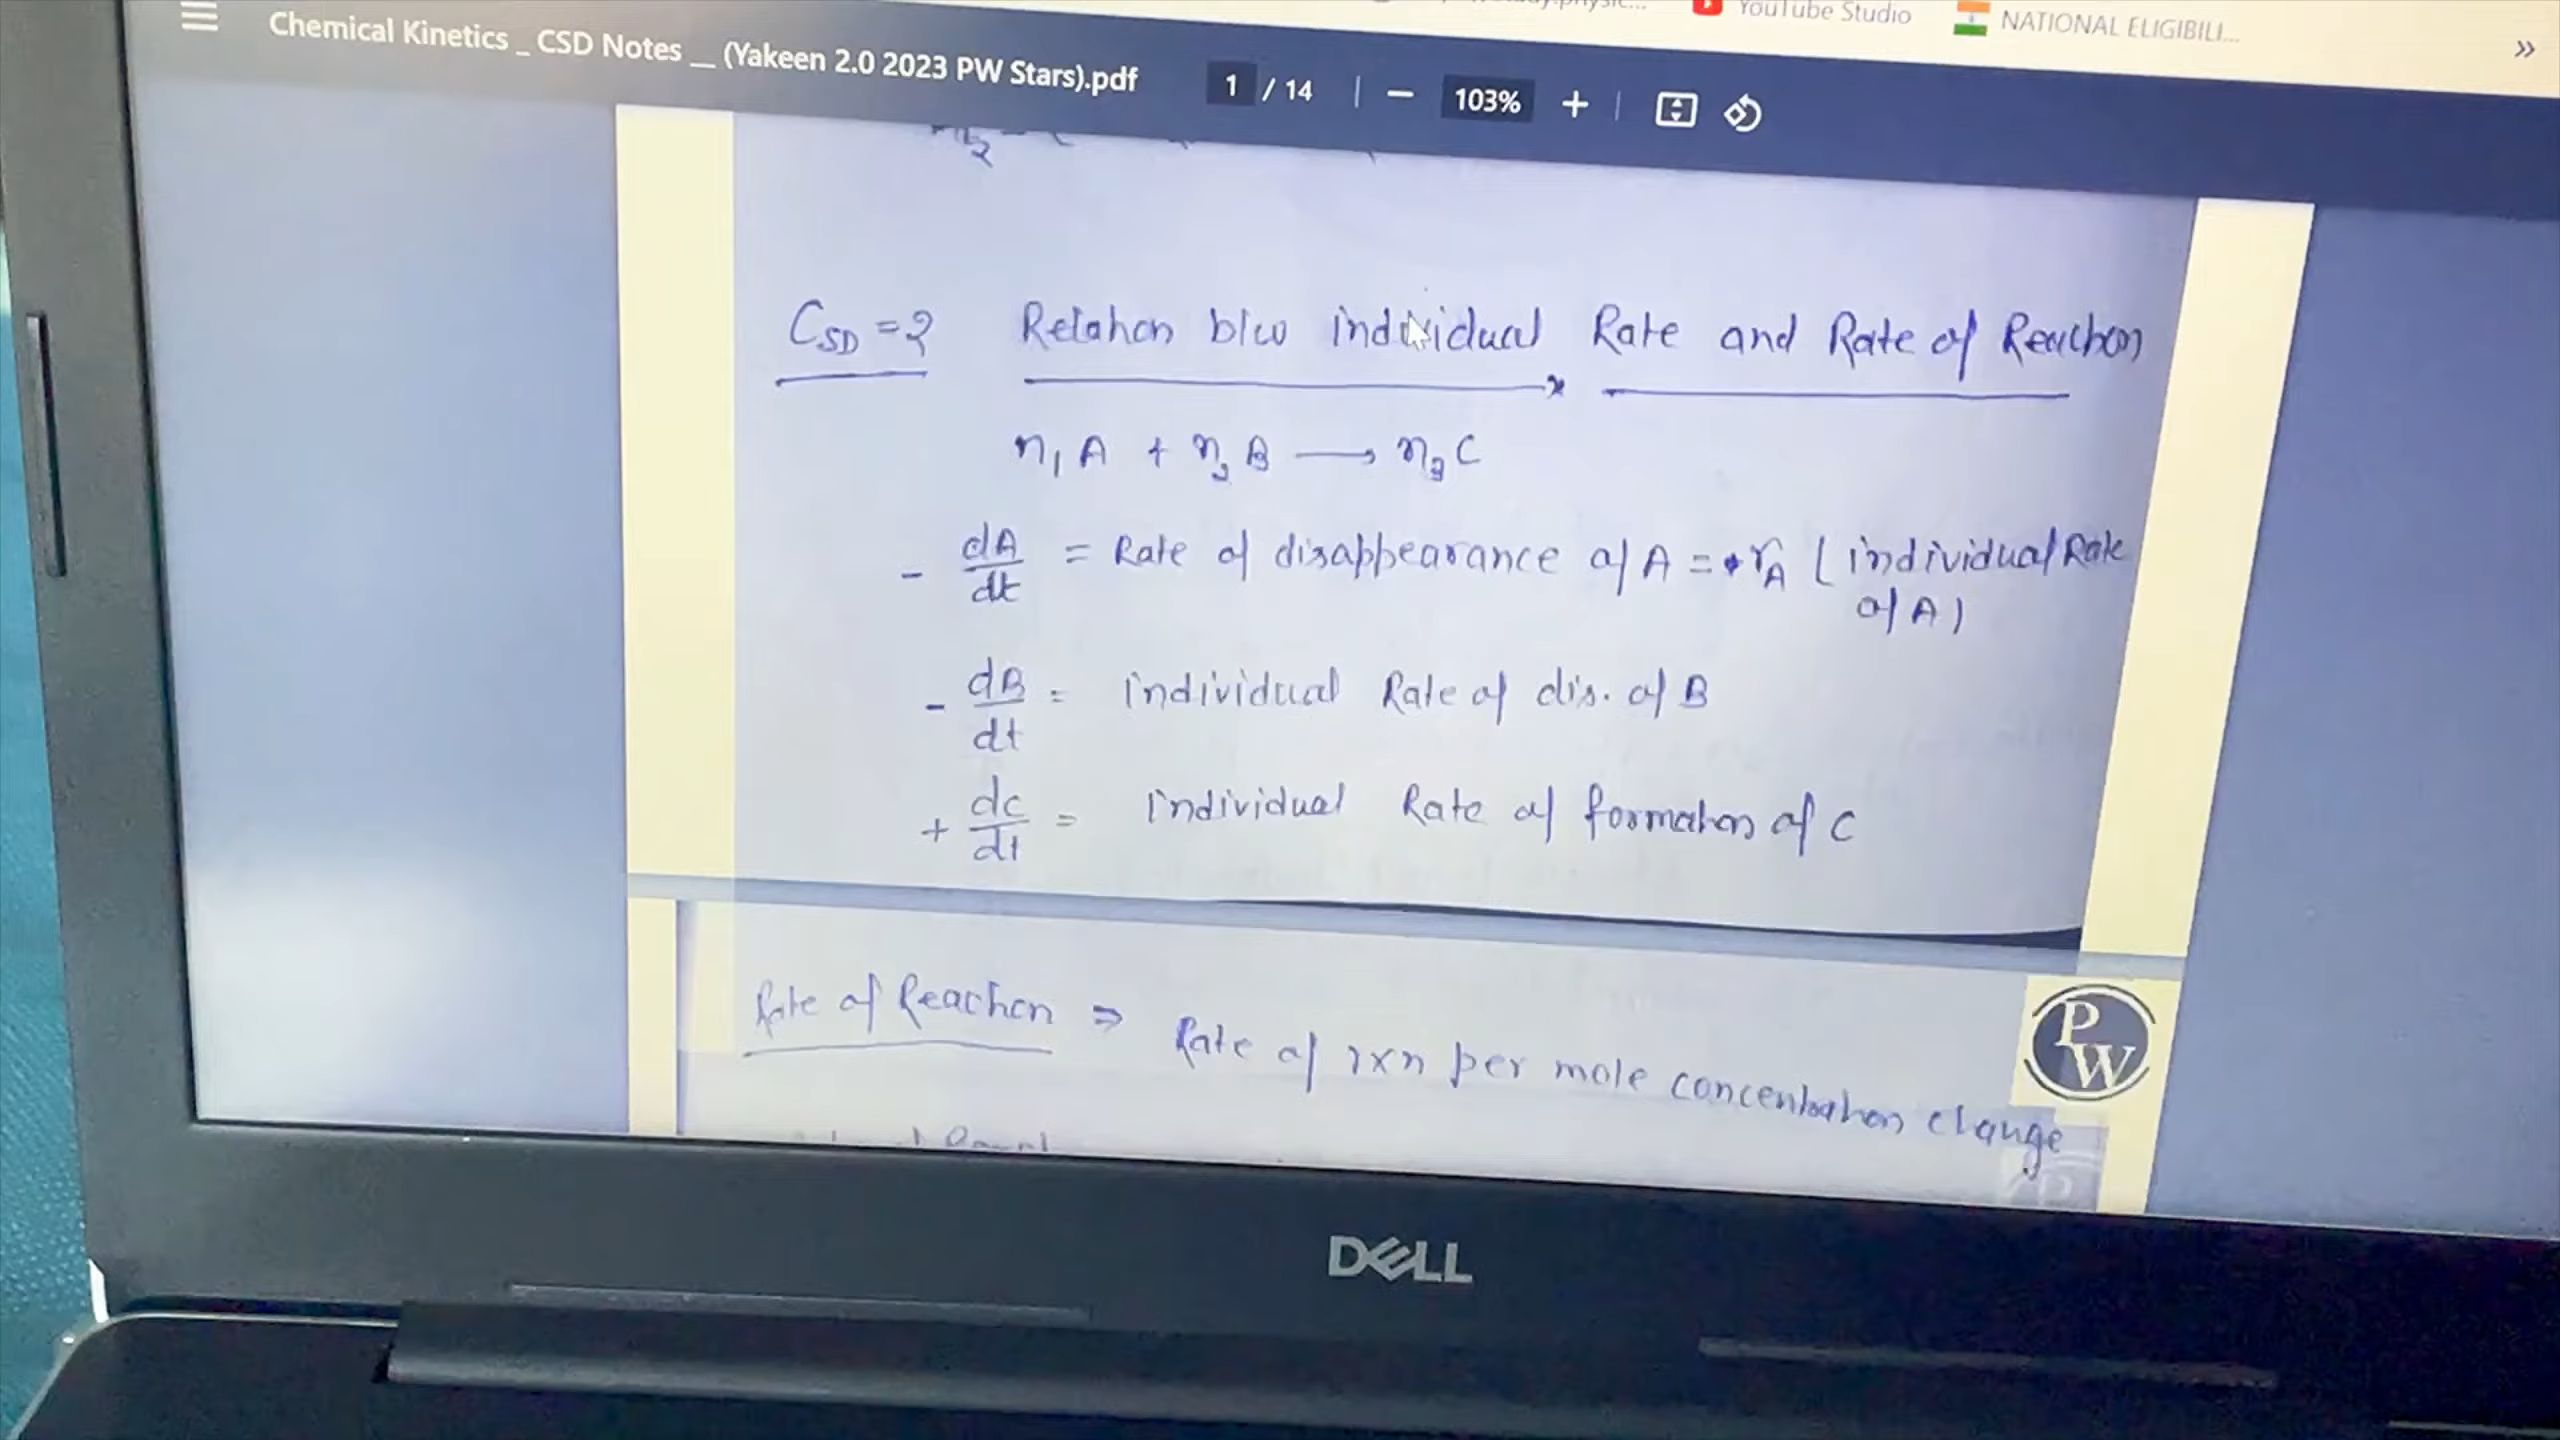 YouTube Studio
NATIONAL ELIGIBILI...
»
Chemical Kinetics _ CSD Notes __ (Yakeen 2.0 2023 PW Stars).pdf
1 / 14 | − 103% + |
CSD = 2 Relation b/w individual Rate and Rate of Reaction
n₁ A + n₂ B ⟶ n₃ C
- dA/dt = Rate of disappearance of A = rA (individual Rate
of A)
- dB/dt = individual Rate of dis. of B
+ dc/dt = individual Rate of formation of C
Rate of Reaction ⇒ Rate of rxn per mole concentration change
PW
DELL